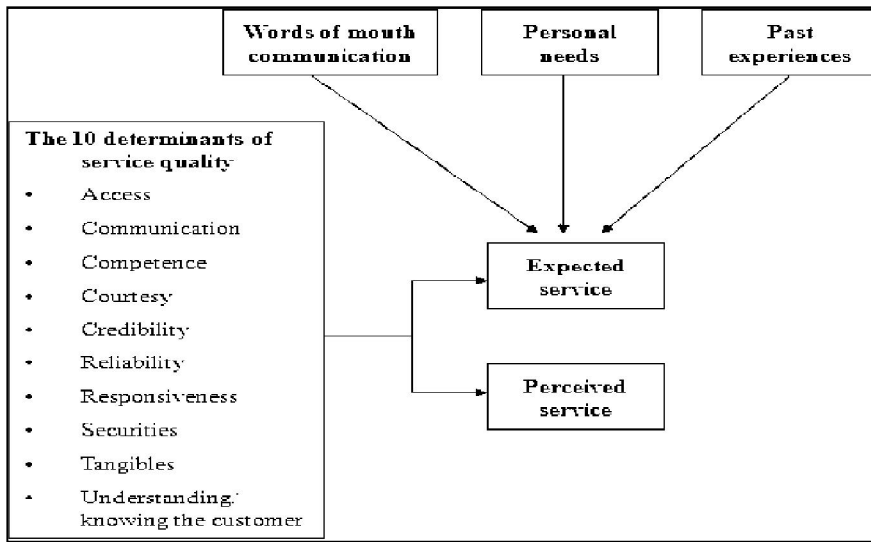 Words of mouth
communication
Personal
needs
Past
experiences
The 10 determinants of
service quality
• Access
• Communication
• Competence
• Courtesy
• Credibility
• Reliability
• Responsiveness
• Securities
• Tangibles
• Understanding/
knowing the customer
Expected
service
Perceived
service